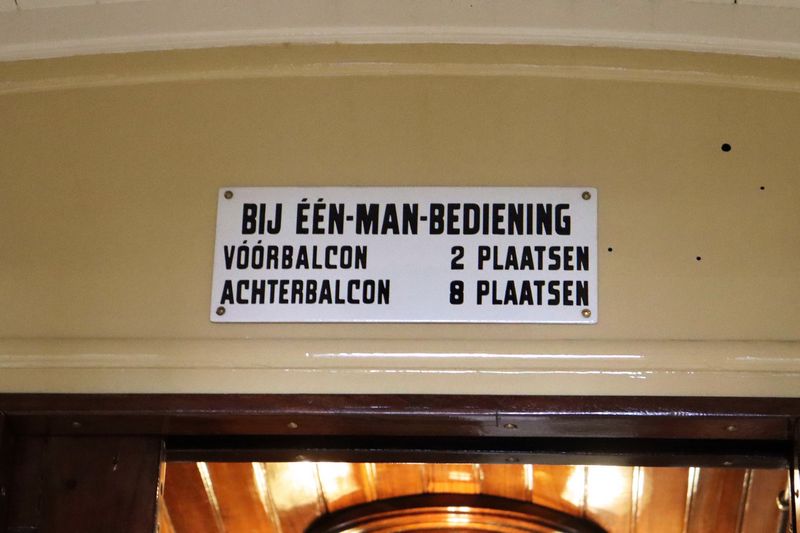 BIJ ÉÉN-MAN-BEDIENING
VÓÓRBALCON 2 PLAATSEN
ACHTERBALCON 8 PLAATSEN